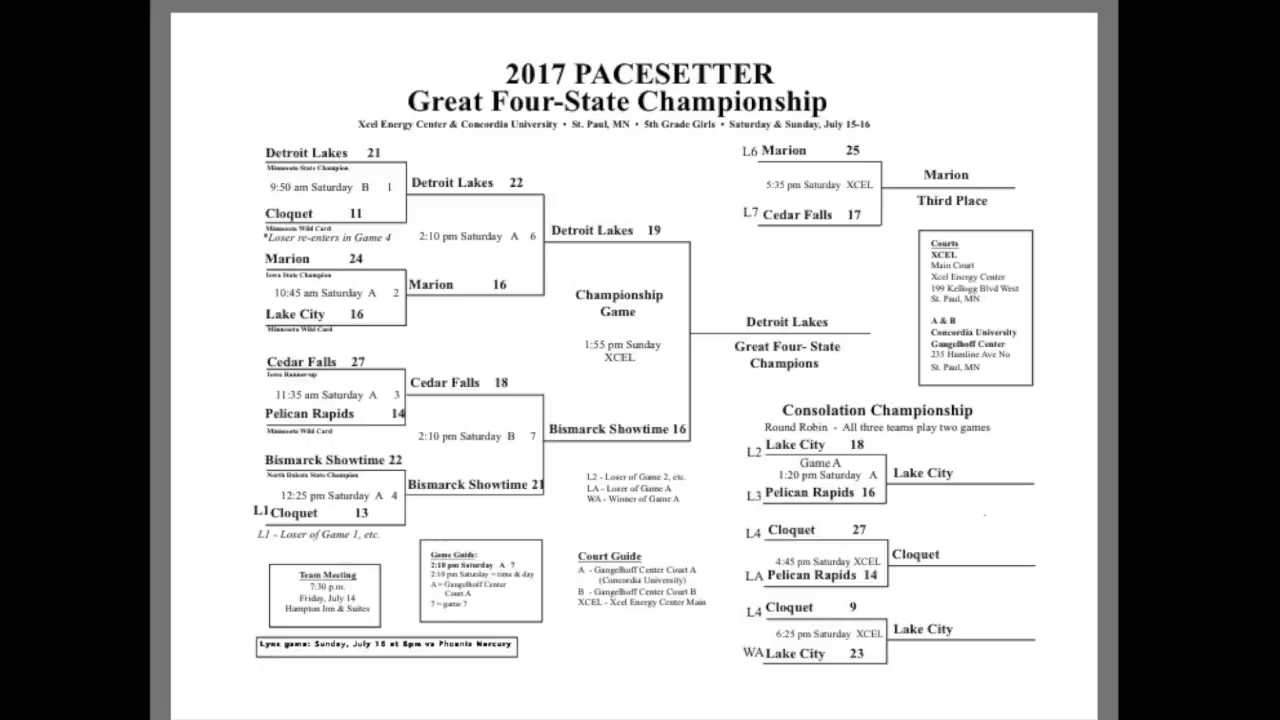 2017 PACESETTER
Great Four-State Championship
Xcel Energy Center & Concordia University • St. Paul, MN • 5th Grade Girls • Saturday & Sunday, July 15-16
Detroit Lakes 21
Minnesota State Champion
9:50 am Saturday B 1
Cloquet 11
Minnesota Wild Card
*Loser re-enters in Game 4
Marion 24
Iowa State Champion
10:45 am Saturday A 2
Lake City 16
Minnesota Wild Card
Cedar Falls 27
Iowa Runner-up
11:35 am Saturday A 3
Pelican Rapids 14
Minnesota Wild Card
Bismarck Showtime 22
North Dakota State Champion
12:25 pm Saturday A 4
L1 Cloquet 13
L1 - Loser of Game 1, etc.
Detroit Lakes 22
2:10 pm Saturday A 6
Marion 16
Cedar Falls 18
2:10 pm Saturday B 7
Bismarck Showtime 21
Detroit Lakes 19
Championship
Game
1:55 pm Sunday
XCEL
Bismarck Showtime 16
Detroit Lakes
Great Four- State
Champions
L6 Marion 25
5:35 pm Saturday XCEL
L7 Cedar Falls 17
Marion
Third Place
Courts
XCEL
Main Court
Xcel Energy Center
199 Kellogg Blvd West
St. Paul, MN
A & B
Concordia University
Gangelhoff Center
235 Hamline Ave No
St. Paul, MN
Consolation Championship
Round Robin - All three teams play two games
L2 Lake City 18
Game A
1:20 pm Saturday A
L3 Pelican Rapids 16
Lake City
L4 Cloquet 27
4:45 pm Saturday XCEL
LA Pelican Rapids 14
Cloquet
L4 Cloquet 9
6:25 pm Saturday XCEL
WA Lake City 23
Lake City
L2 - Loser of Game 2, etc.
LA - Loser of Game A
WA - Winner of Game A
Team Meeting
7:30 p.m.
Friday, July 14
Hampton Inn & Suites
Game Guide:
2:10 pm Saturday A 7
2:10 pm Saturday = time & day
A = Gangelhoff Center
Court A
7 = game 7
Court Guide
A - Gangelhoff Center Court A
(Concordia University)
B - Gangelhoff Center Court B
XCEL - Xcel Energy Center Main
Lynx game: Sunday, July 16 at 6pm vs Phoenix Mercury